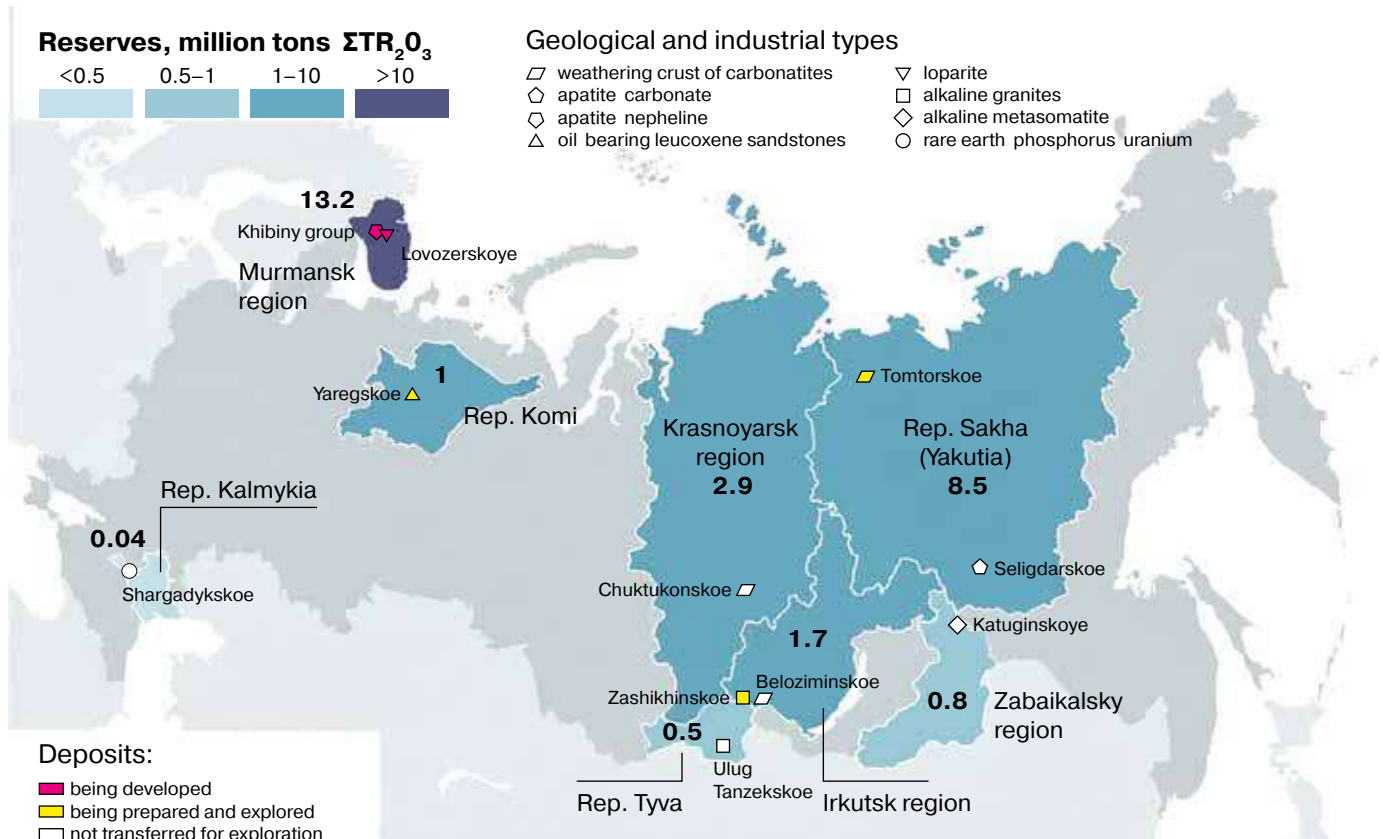 Reserves, million tons ΣTR₂O₃
<0.5 0.5–1 1–10 >10
Geological and industrial types
weathering crust of carbonatites
apatite carbonate
apatite nepheline
oil bearing leucoxene sandstones
loparite
alkaline granites
alkaline metasomatite
rare earth phosphorus uranium
13.2
Khibiny group
Lovozerskoye
Murmansk
region
Yaregskoe
1
Rep. Komi
Tomtorskoe
Krasnoyarsk
region
2.9
Rep. Sakha
(Yakutia)
8.5
Rep. Kalmykia
0.04
Shargadykskoe
Chuktukonskoe
Seligdarskoe
Katuginskoye
1.7
Beloziminskoe
Zashikhinskoe
0.8
Zabaikalsky
region
0.5
Ulug
Tanzekskoe
Rep. Tyva
Irkutsk region
Deposits:
being developed
being prepared and explored
not transferred for exploration